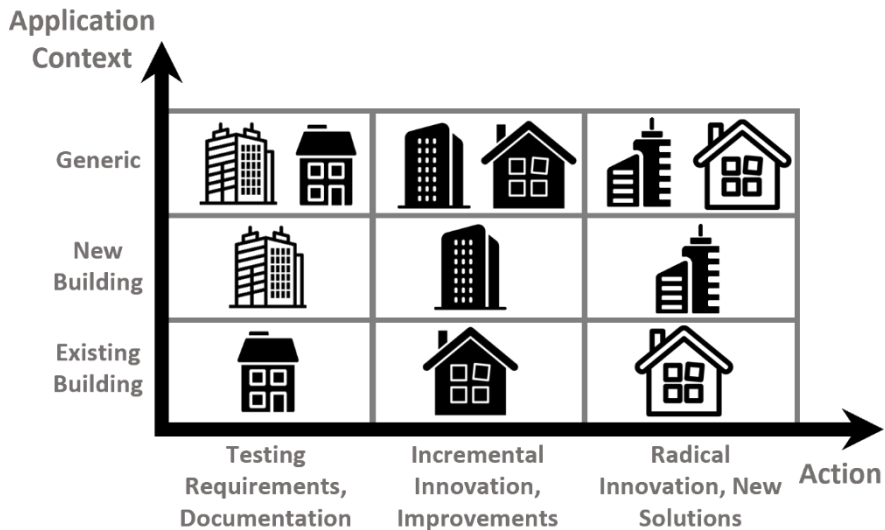 Application
Context
Generic
New
Building
Existing
Building
Testing
Requirements,
Documentation
Incremental
Innovation,
Improvements
Radical
Innovation, New
Solutions
Action